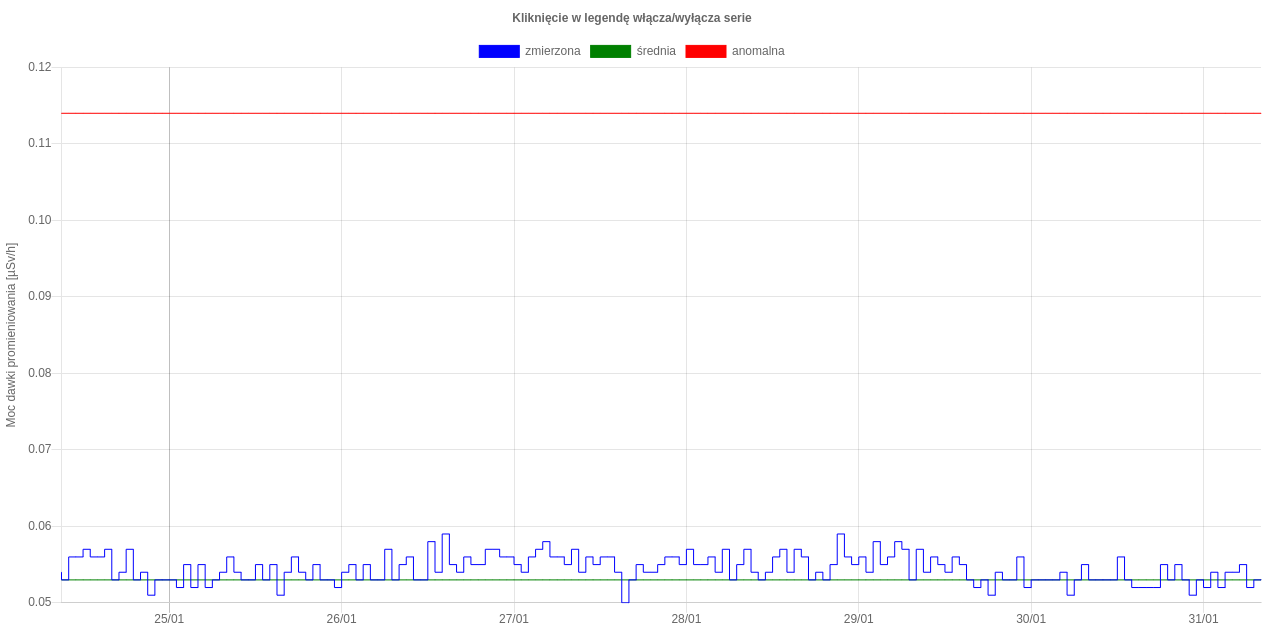 Kliknięcie w legendę włącza/wyłącza serie
zmierzona średnia anomalna
0.12
0.11
0.10
0.09
0.08
0.07
0.06
0.05
Moc dawki promieniowania [µSv/h]
25/01 26/01 27/01 28/01 29/01 30/01 31/01